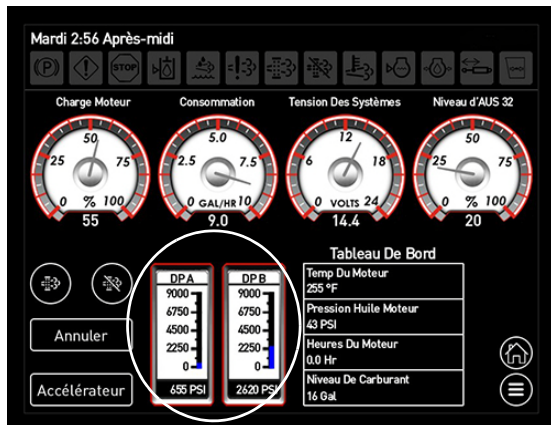 Mardi 2:56 Après-midi
(P) STOP
Charge Moteur Consommation Tension Des Systèmes Niveau d'AUS 32
50 5.0 12 50
25 75 2.5 7.5 6 18 25 75
0 % 100 0 GAL/HR 10 0 VOLTS 24 0 % 100
55 9.0 14.4 20
Tableau De Bord
DP A DP B
9000 9000
6750 6750
4500 4500
2250 2250
0 0
655 PSI 2620 PSI
Temp Du Moteur
255 °F
Pression Huile Moteur
43 PSI
Heures Du Moteur
0.0 Hr
Niveau De Carburant
16 Gal
Annuler
Accélérateur